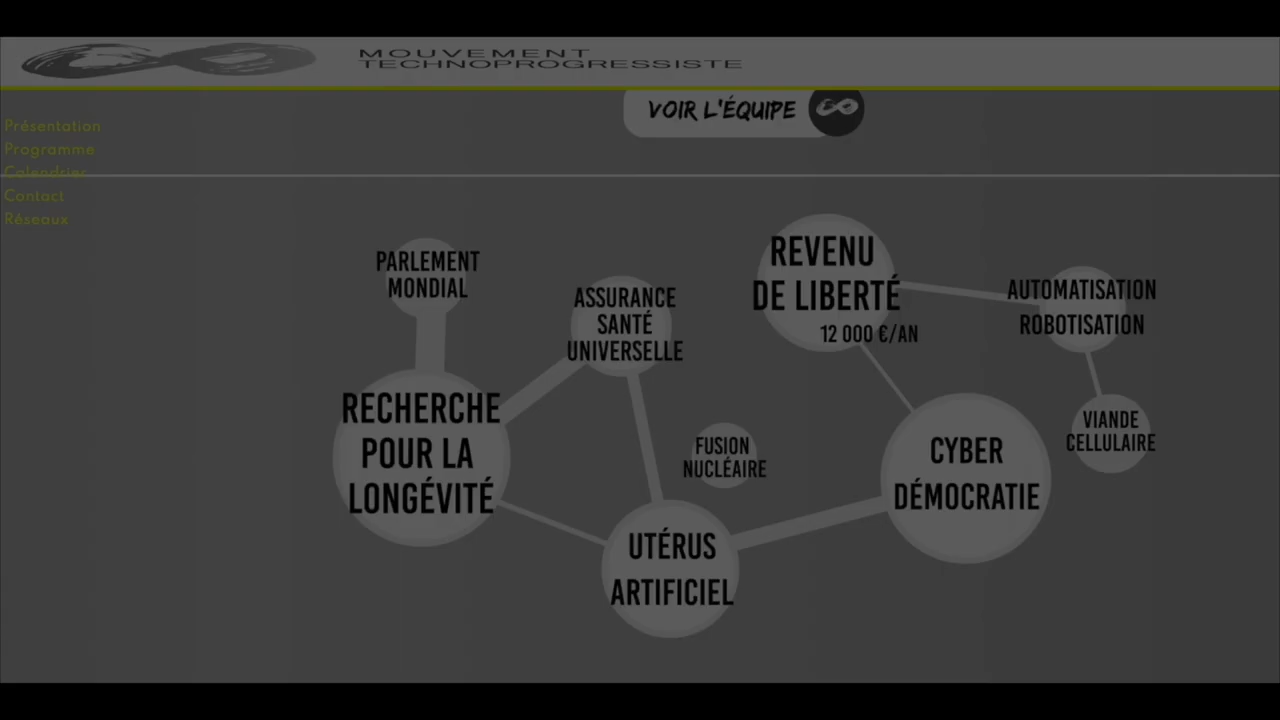 MOUVEMENT
TECHNOPROGRESSISTE
VOIR L'ÉQUIPE
Présentation
Programme
Calendrier
Contact
Réseaux
PARLEMENT
MONDIAL
ASSURANCE
SANTÉ
UNIVERSELLE
REVENU
DE LIBERTÉ
12 000 €/AN
AUTOMATISATION
ROBOTISATION
RECHERCHE
POUR LA
LONGÉVITÉ
FUSION
NUCLÉAIRE
CYBER
DÉMOCRATIE
VIANDE
CELLULAIRE
UTÉRUS
ARTIFICIEL